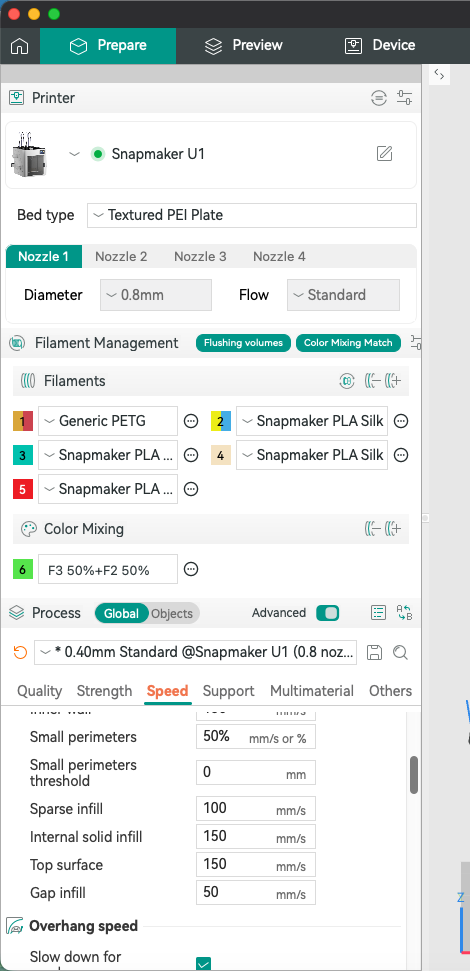 Prepare
Preview
Device
Printer
Snapmaker U1
Bed type
Textured PEI Plate
Nozzle 1 Nozzle 2 Nozzle 3 Nozzle 4
Diameter 0.8mm Flow Standard
Filament Management Flushing volumes Color Mixing Match
Filaments
1 Generic PETG 2 Snapmaker PLA Silk
3 Snapmaker PLA ... 4 Snapmaker PLA Silk
5 Snapmaker PLA ...
Color Mixing
6 F3 50%+F2 50%
Process Global Objects Advanced
* 0.40mm Standard @Snapmaker U1 (0.8 noz...
Quality Strength Speed Support Multimaterial Others
Inner wall mm/s
Small perimeters 50% mm/s or %
Small perimeters
threshold 0 mm
Sparse infill 100 mm/s
Internal solid infill 150 mm/s
Top surface 150 mm/s
Gap infill 50 mm/s
Overhang speed
Slow down for
Z